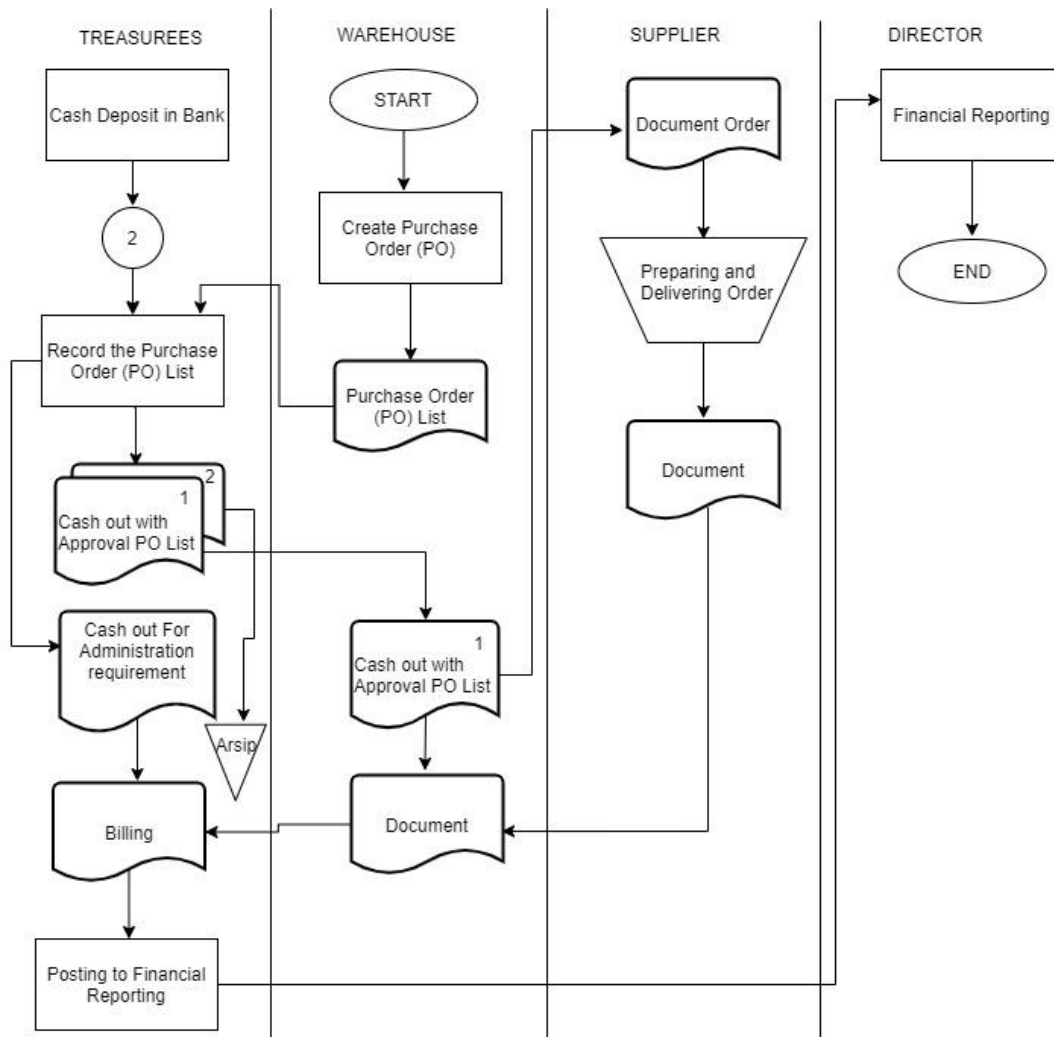 TREASUREES
WAREHOUSE
SUPPLIER
DIRECTOR
Cash Deposit in Bank
2
Record the Purchase
Order (PO) List
2
1
Cash out with
Approval PO List
Cash out For
Administration
requirement
Arsip
Billing
Posting to Financial
Reporting
START
Create Purchase
Order (PO)
Purchase Order
(PO) List
1
Cash out with
Approval PO List
Document
Document Order
Preparing and
Delivering Order
Document
Financial Reporting
END